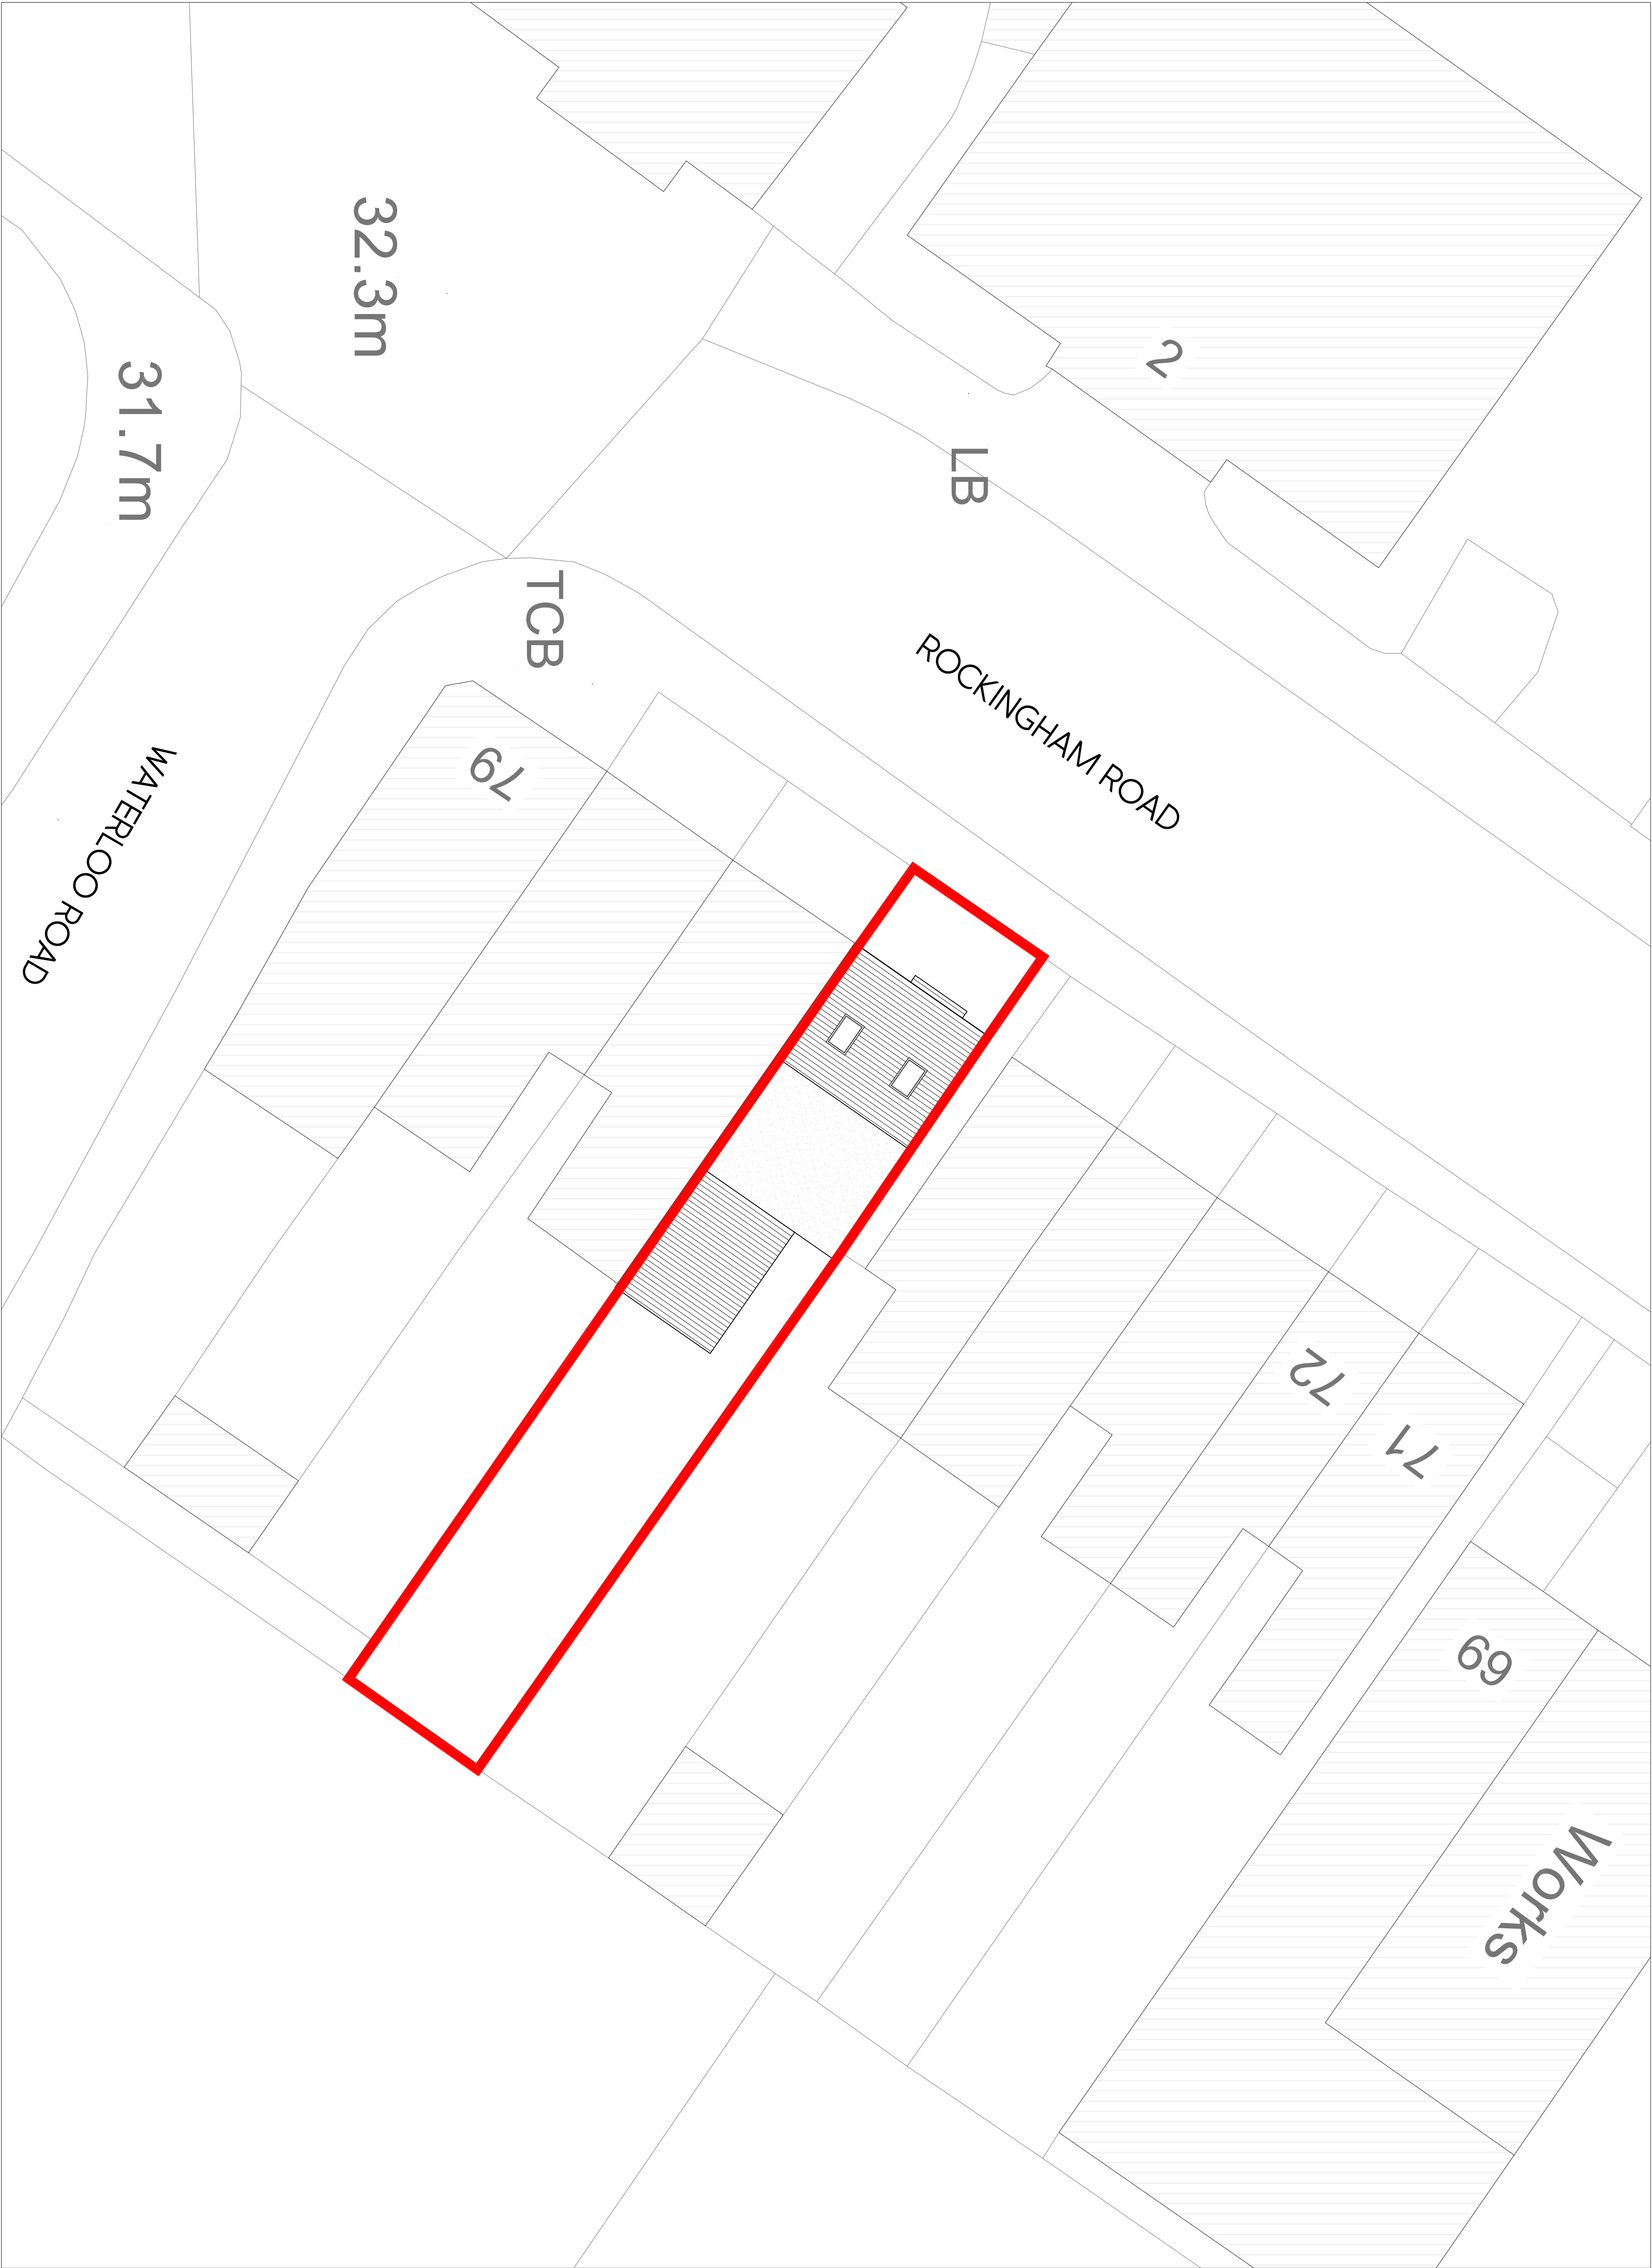 32.3m
31.7m
2
LB
TCB
ROCKINGHAM ROAD
79
WATERLOO ROAD
72
71
69
Works